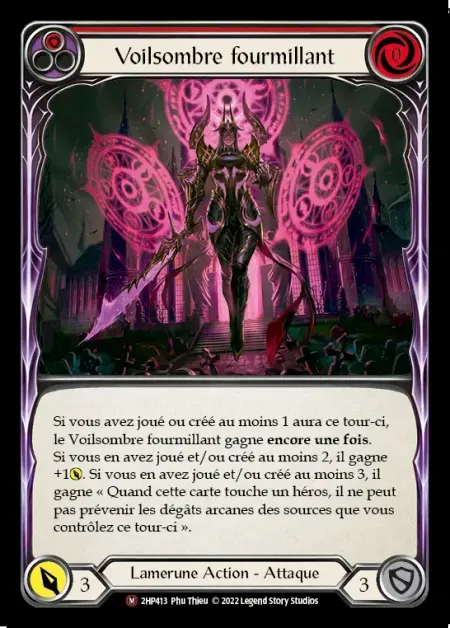 Voilsombre fourmillant
0
Si vous avez joué ou créé au moins 1 aura ce tour-ci,
le Voilsombre fourmillant gagne encore une fois.
Si vous en avez joué et/ou créé au moins 2, il gagne
+1. Si vous en avez joué et/ou créé au moins 3, il
gagne « Quand cette carte touche un héros, il ne peut
pas prévenir les dégâts arcanes des sources que vous
contrôlez ce tour-ci ».
3
Lamerune Action - Attaque
3
M 2HP413 Phu Thieu © 2022 Legend Story Studios